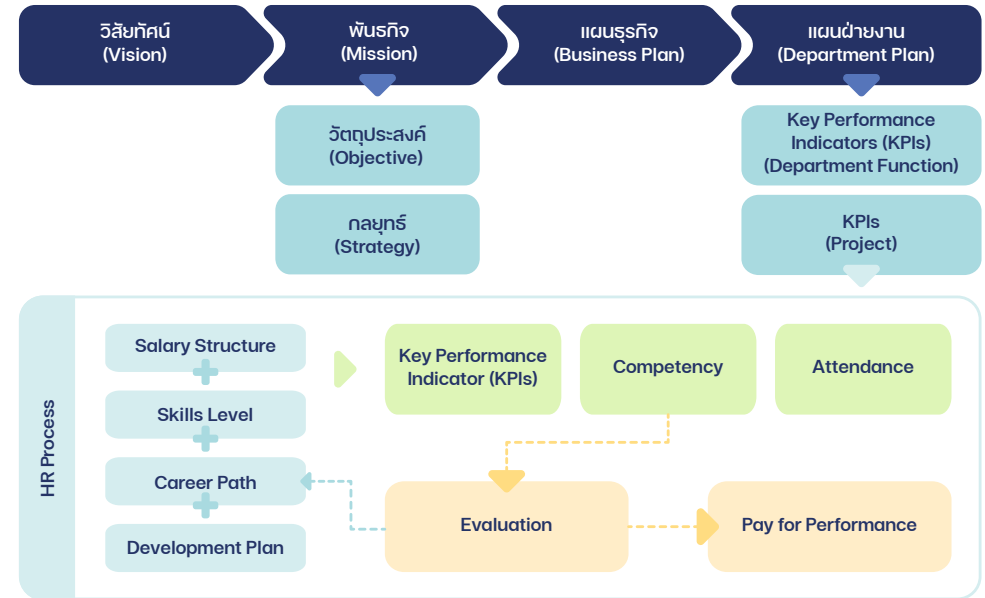 วิสัยทัศน์
(Vision)
พันธกิจ
(Mission)
แผนธุรกิจ
(Business Plan)
แผนฝ่ายงาน
(Department Plan)
วัตถุประสงค์
(Objective)
กลยุทธ์
(Strategy)
Key Performance
Indicators (KPIs)
(Department Function)
KPIs
(Project)
HR Process
Salary Structure
Skills Level
Career Path
Development Plan
Key Performance
Indicator (KPIs)
Competency
Attendance
Evaluation
Pay for Performance